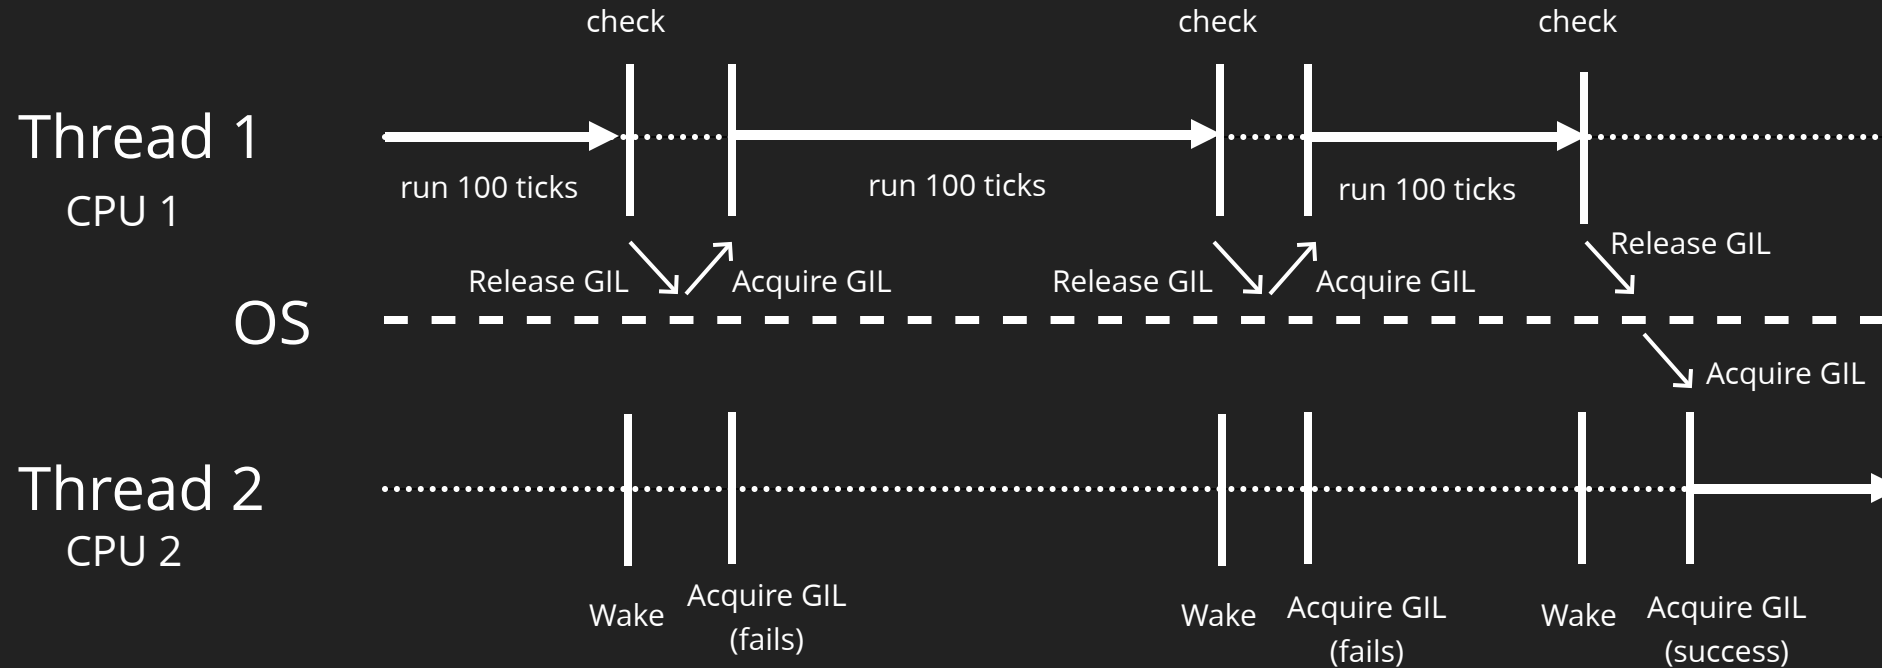 check
check
check
Thread 1
CPU 1
run 100 ticks
run 100 ticks
run 100 ticks
Release GIL
Acquire GIL
Release GIL
Acquire GIL
Release GIL
OS
Acquire GIL
Thread 2
CPU 2
Wake
Acquire GIL
(fails)
Wake
Acquire GIL
(fails)
Wake
Acquire GIL
(success)